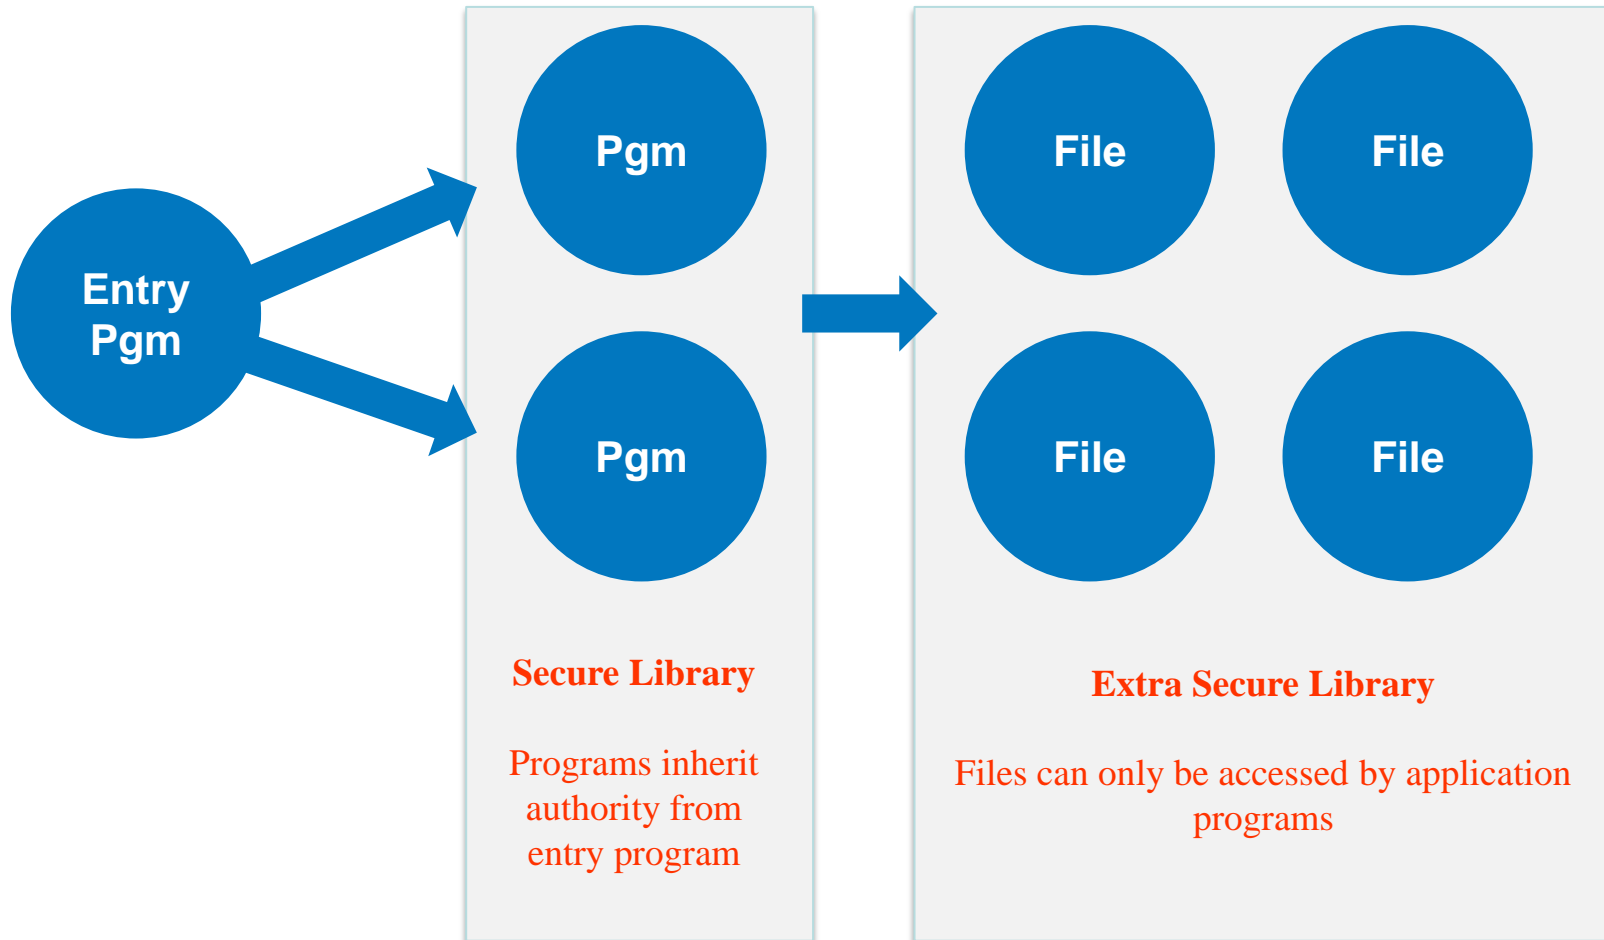 Entry
Pgm
Pgm
Pgm
Secure Library
Programs inherit
authority from
entry program
File
File
File
File
Extra Secure Library
Files can only be accessed by application
programs